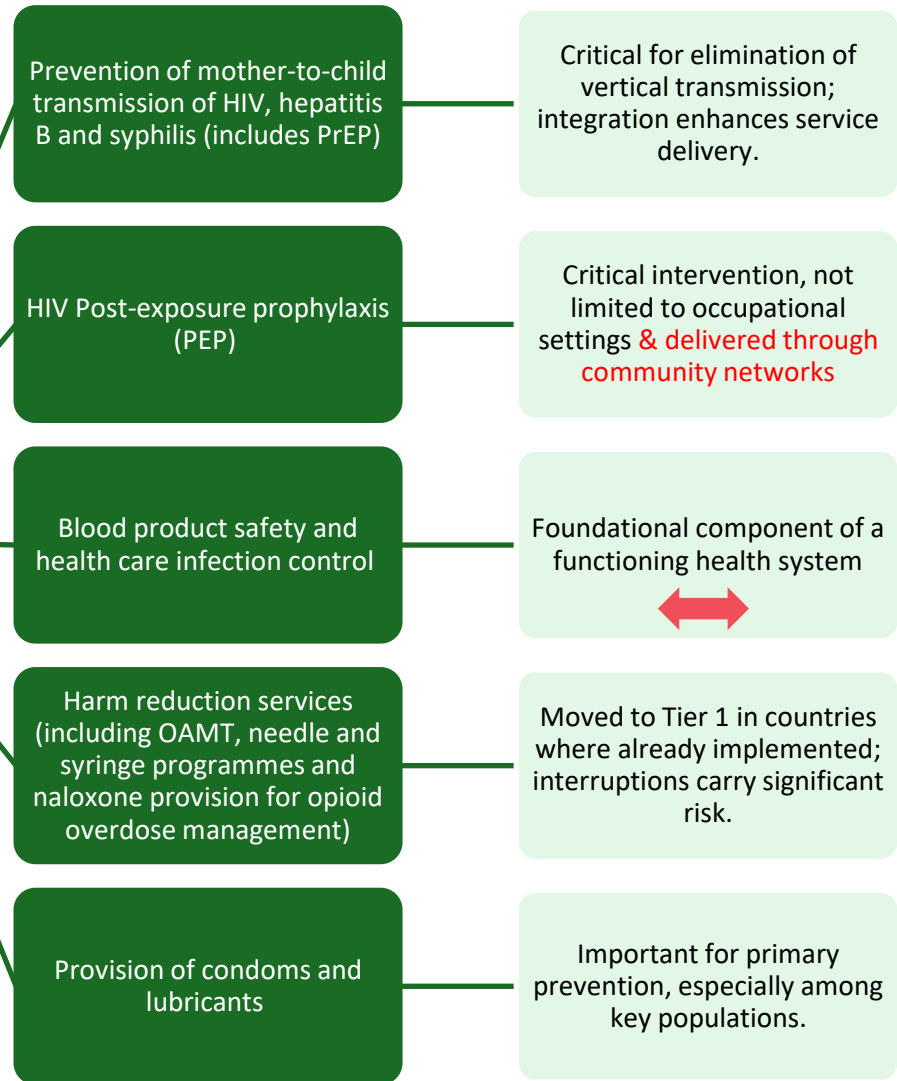 Prevention of mother-to-child
transmission of HIV, hepatitis
B and syphilis (includes PrEP)
Critical for elimination of
vertical transmission;
integration enhances service
delivery.
HIV Post-exposure prophylaxis
(PEP)
Critical intervention, not
limited to occupational
settings & delivered through
community networks
Blood product safety and
health care infection control
Foundational component of a
functioning health system
Harm reduction services
(including OAMT, needle and
syringe programmes and
naloxone provision for opioid
overdose management)
Moved to Tier 1 in countries
where already implemented;
interruptions carry significant
risk.
Provision of condoms and
lubricants
Important for primary
prevention, especially among
key populations.